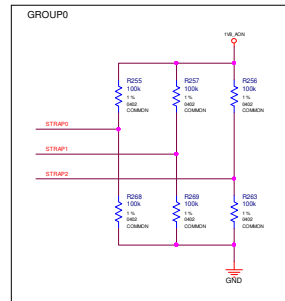 GROUP0
1V8_AON
R255
100k
1 %
0402
COMMON
R257
100k
1 %
0402
COMMON
R256
100k
1 %
0402
COMMON
STRAP0
STRAP1
STRAP2
R268
100k
1 %
0402
COMMON
R269
100k
1 %
0402
COMMON
R263
100k
1 %
0402
COMMON
GND